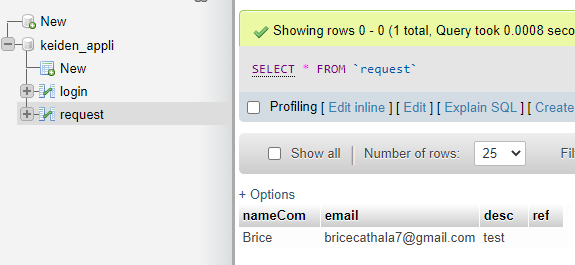 New
keiden_appli
New
login
request
Showing rows 0 - 0 (1 total, Query took 0.0008 seco
SELECT * FROM `request`
Profiling [ Edit inline ] [ Edit ] [ Explain SQL ] [ Create
Show all Number of rows: 25 Fil
+ Options
nameCom email desc ref
Brice bricecathala7@gmail.com test